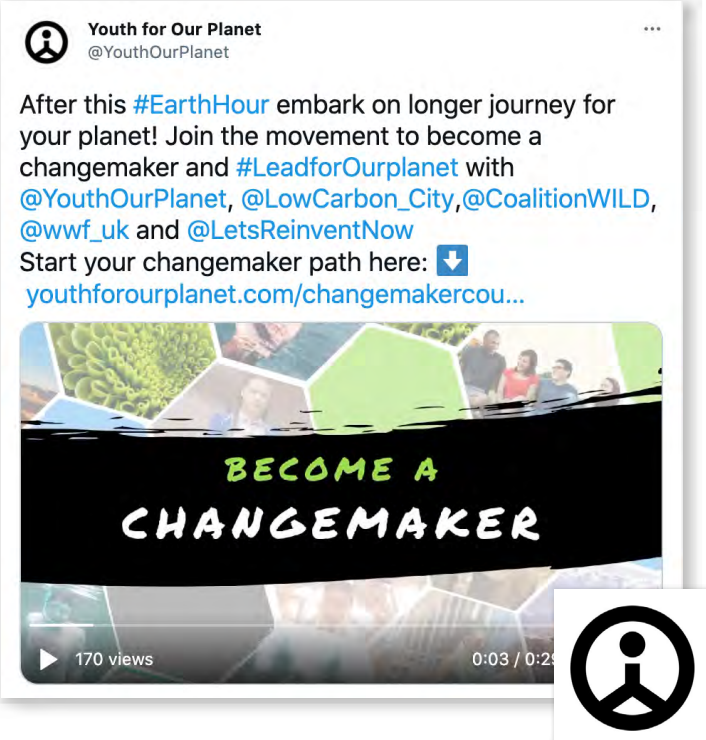 Youth for Our Planet
@YouthOurPlanet
After this #EarthHour embark on longer journey for
your planet! Join the movement to become a
changemaker and #LeadforOurplanet with
@YouthOurPlanet, @LowCarbon_City,@CoalitionWILD,
@wwf_uk and @LetsReinventNow
Start your changemaker path here: ⬇️
youthforourplanet.com/changemakercou...
BECOME A
CHANGEMAKER
170 views
0:03 / 0:29